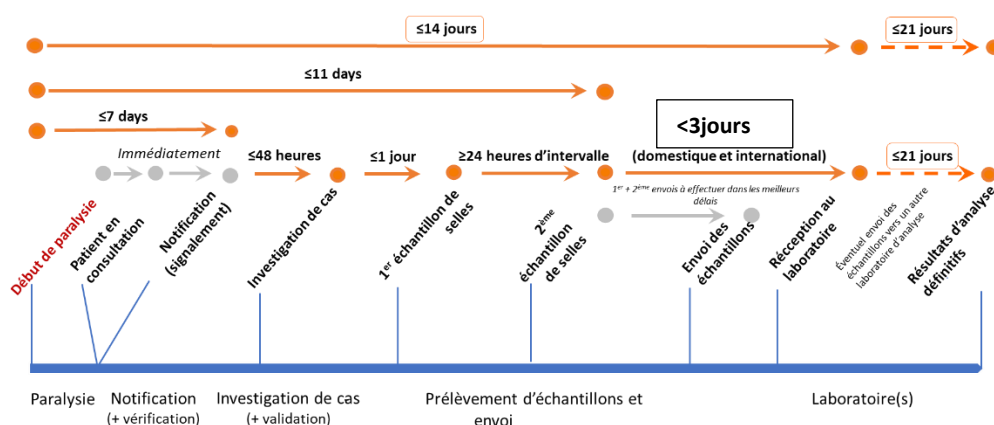 ≤14 jours
≤21 jours
≤11 days
≤7 days
<3jours
Immédiatement
≤48 heures
≤1 jour
≥24 heures d'intervalle
(domestique et international)
≤21 jours
1er + 2ème envois à effectuer dans les meilleurs
délais
Début de paralysie
Patient en
consultation
Notification
(signalement)
Investigation de cas
1er échantillon de
selles
2ème
échantillon
de selles
Envoi des
échantillons
Récception au
laboratoire
Éventuel envoi des
échantillons vers un autre
laboratoire d'analyse
Résultats d'analyse
définitifs
Paralysie
Notification
(+ vérification)
Investigation de cas
(+ validation)
Prélèvement d'échantillons et
envoi
Laboratoire(s)